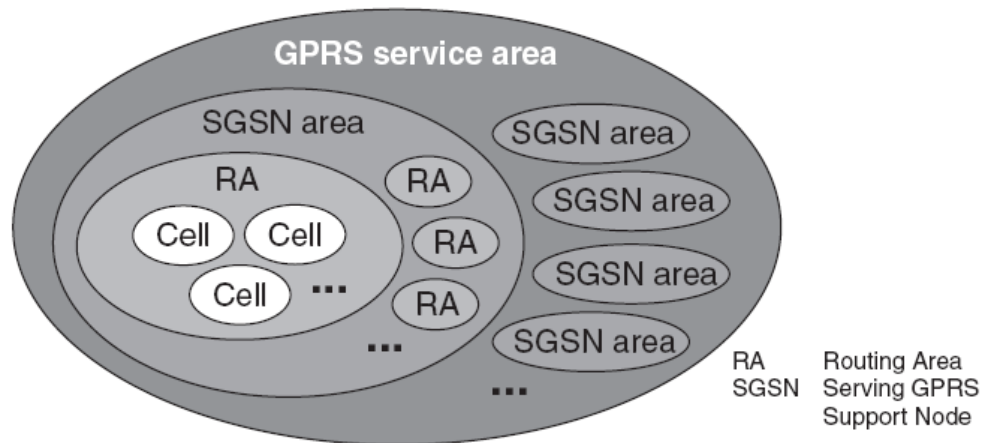 GPRS service area
SGSN area
RA
Cell Cell
Cell ...
RA
RA
RA
...
SGSN area
SGSN area
SGSN area
SGSN area
...
RA Routing Area
SGSN Serving GPRS
Support Node